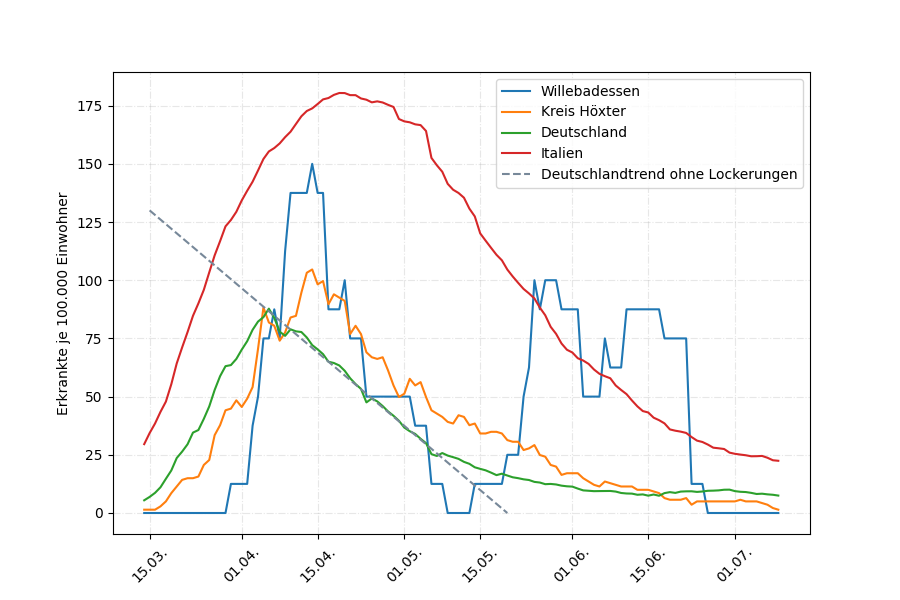 Erkrankte je 100.000 Einwohner
175
150
125
100
75
50
25
0
Willebadessen
Kreis Höxter
Deutschland
Italien
Deutschlandtrend ohne Lockerungen
15.03.
01.04.
15.04.
01.05.
15.05.
01.06.
15.06.
01.07.